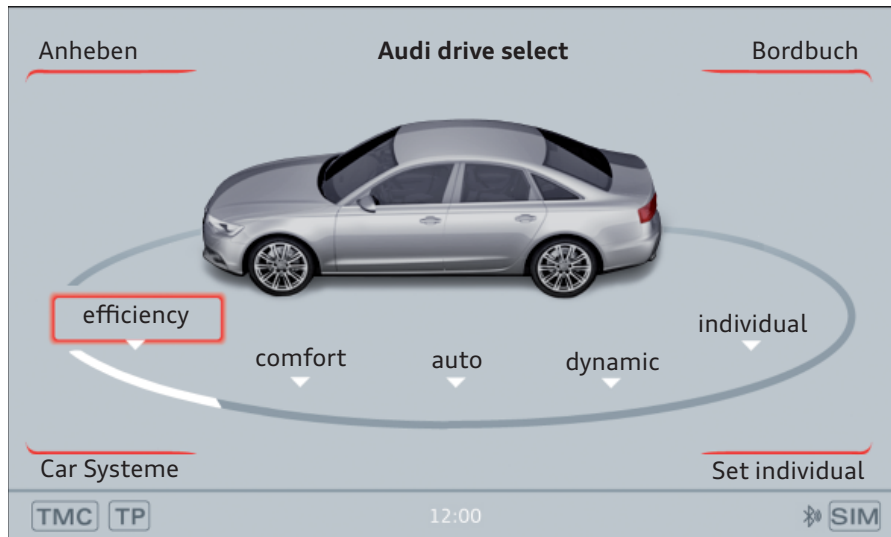 Anheben
Audi drive select
Bordbuch
efficiency
comfort
auto
dynamic
individual
Car Systeme
Set individual
TMC TP
12:00
SIM